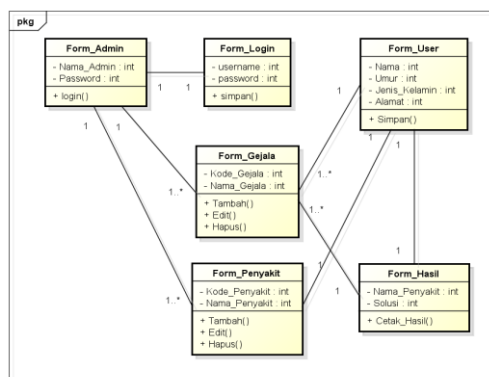 pkg
Form_Admin
- Nama_Admin : int
- Password : int
+ login()
Form_Login
- username : int
- password : int
+ simpan()
Form_User
- Nama : int
- Umur : int
- Jenis_Kelamin : int
- Alamat : int
+ Simpan()
1
1
1
1
1
1
1
Form_Gejala
- Kode_Gejala : int
- Nama_Gejala : int
+ Tambah()
+ Edit()
+ Hapus()
1..*
1..*
1..*
Form_Penyakit
- Kode_Penyakit : int
- Nama_Penyakit : int
+ Tambah()
+ Edit()
+ Hapus()
1..*
1
1
1
Form_Hasil
- Nama_Penyakit : int
- Solusi : int
+ Cetak_Hasil()